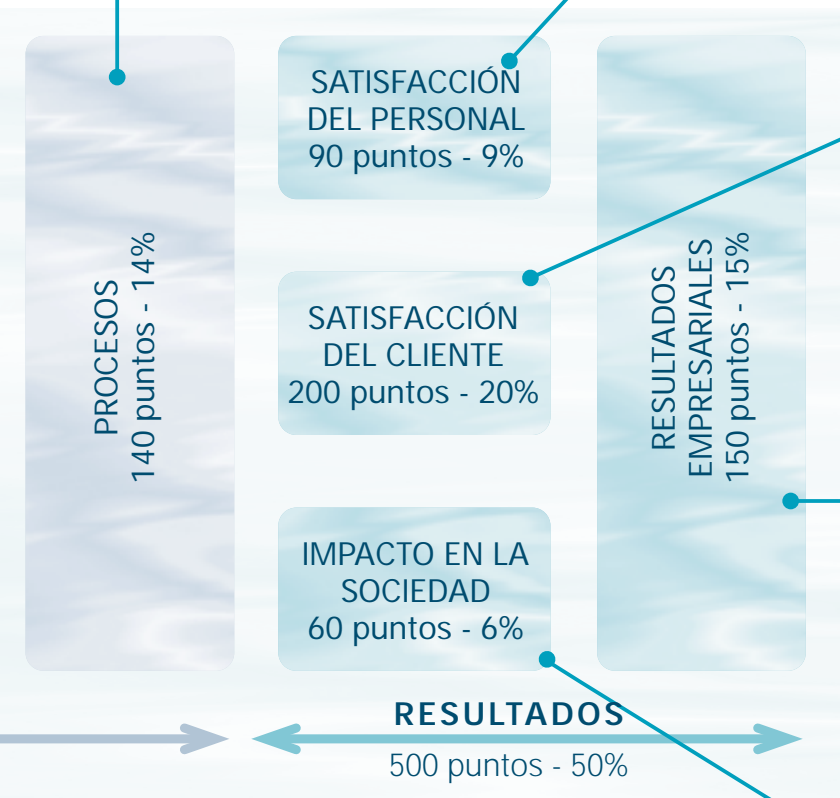 PROCESOS
140 puntos - 14%
SATISFACCIÓN
DEL PERSONAL
90 puntos - 9%
SATISFACCIÓN
DEL CLIENTE
200 puntos - 20%
IMPACTO EN LA
SOCIEDAD
60 puntos - 6%
RESULTADOS
EMPRESARIALES
150 puntos - 15%
RESULTADOS
500 puntos - 50%